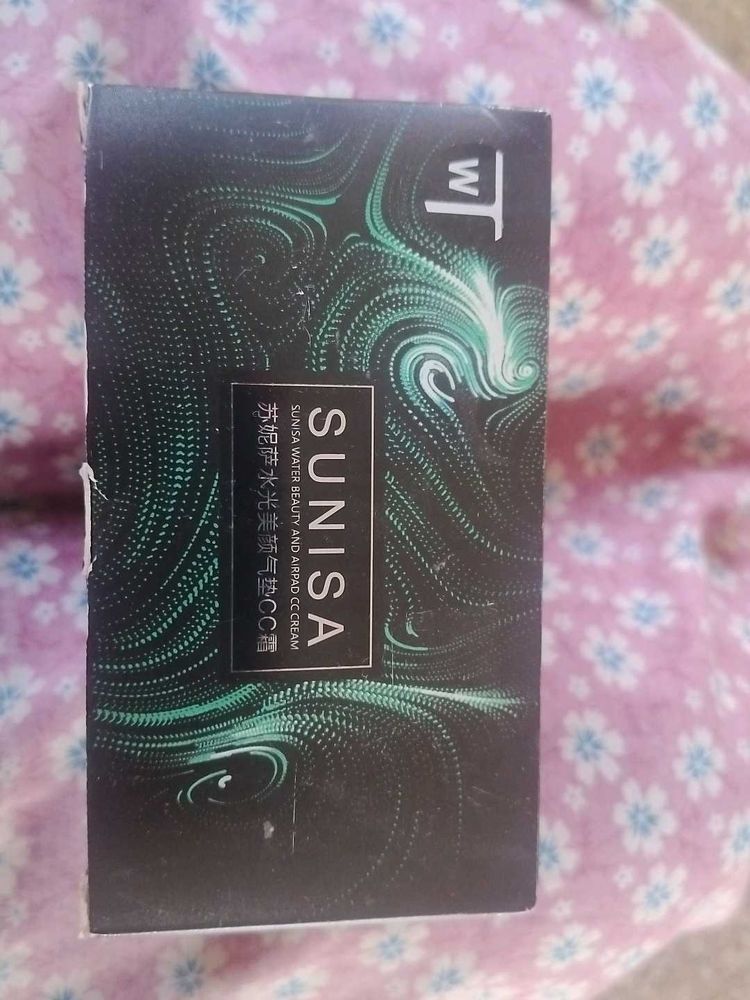 WT
SUNISA
SUNISA WATER BEAUTY AND AIRPAD CC CREAM
苏妮萨水光美颜气垫CC霜